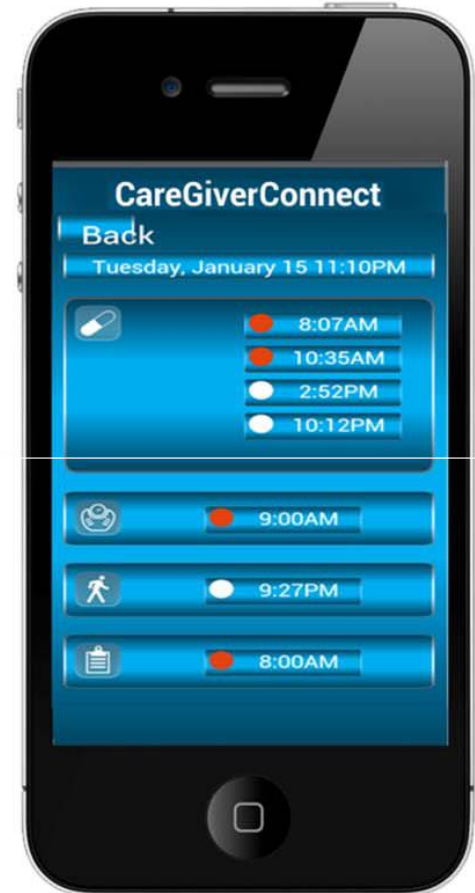 CareGiverConnect
Back
Tuesday, January 15 11:10PM
8:07AM
10:35AM
2:52PM
10:12PM
9:00AM
9:27PM
8:00AM